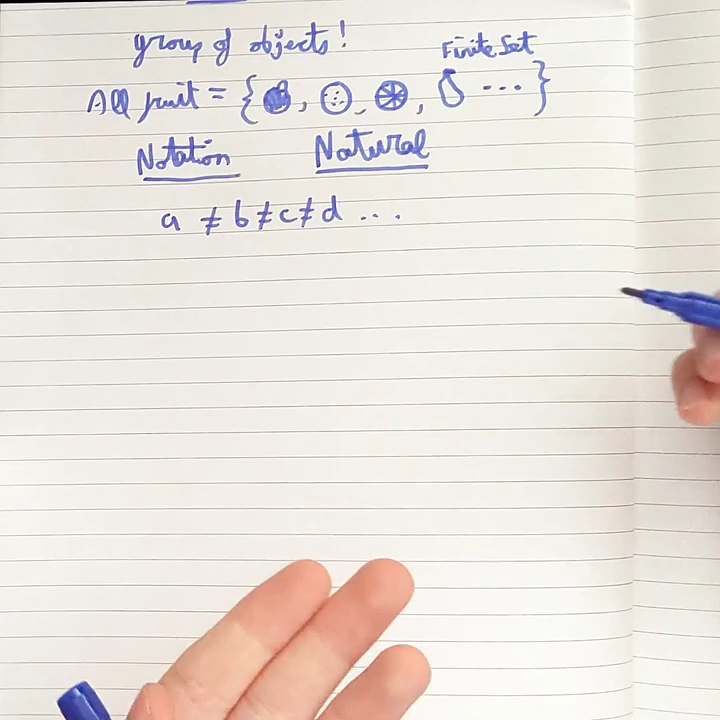 group of objects!
Finite Set
All fruit = { , , , ... }
Notation Natural
a ≠ b ≠ c ≠ d ...